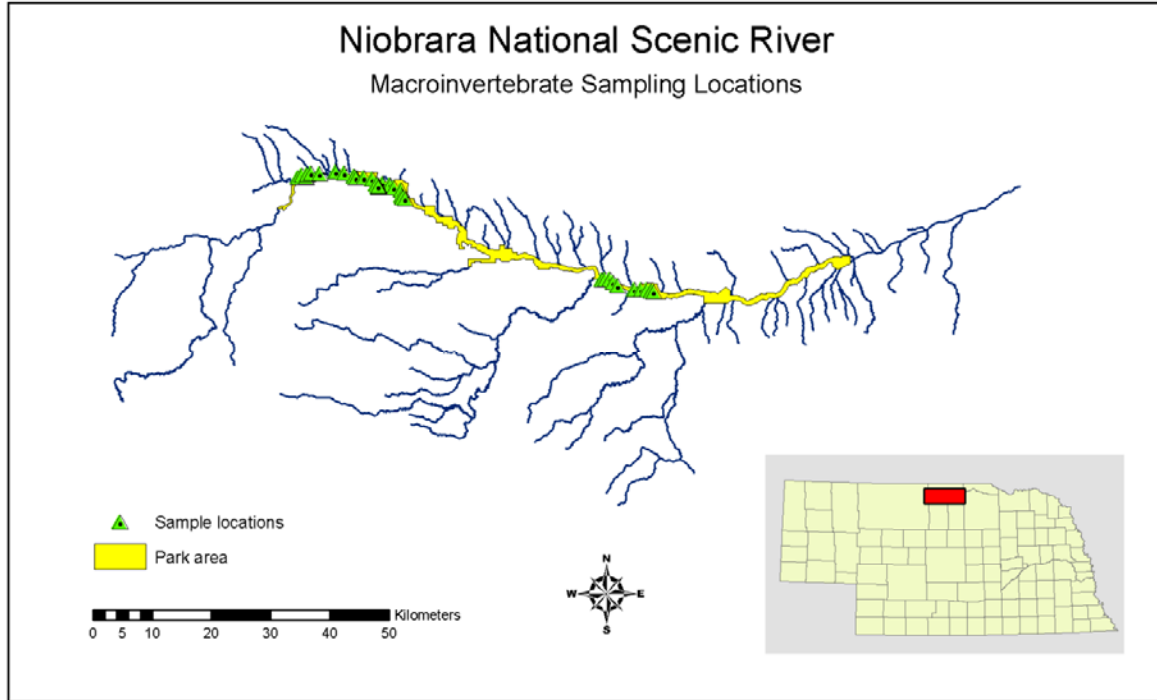 Niobrara National Scenic River
Macroinvertebrate Sampling Locations
Sample locations
Park area
N
W E
S
Kilometers
0 5 10 20 30 40 50